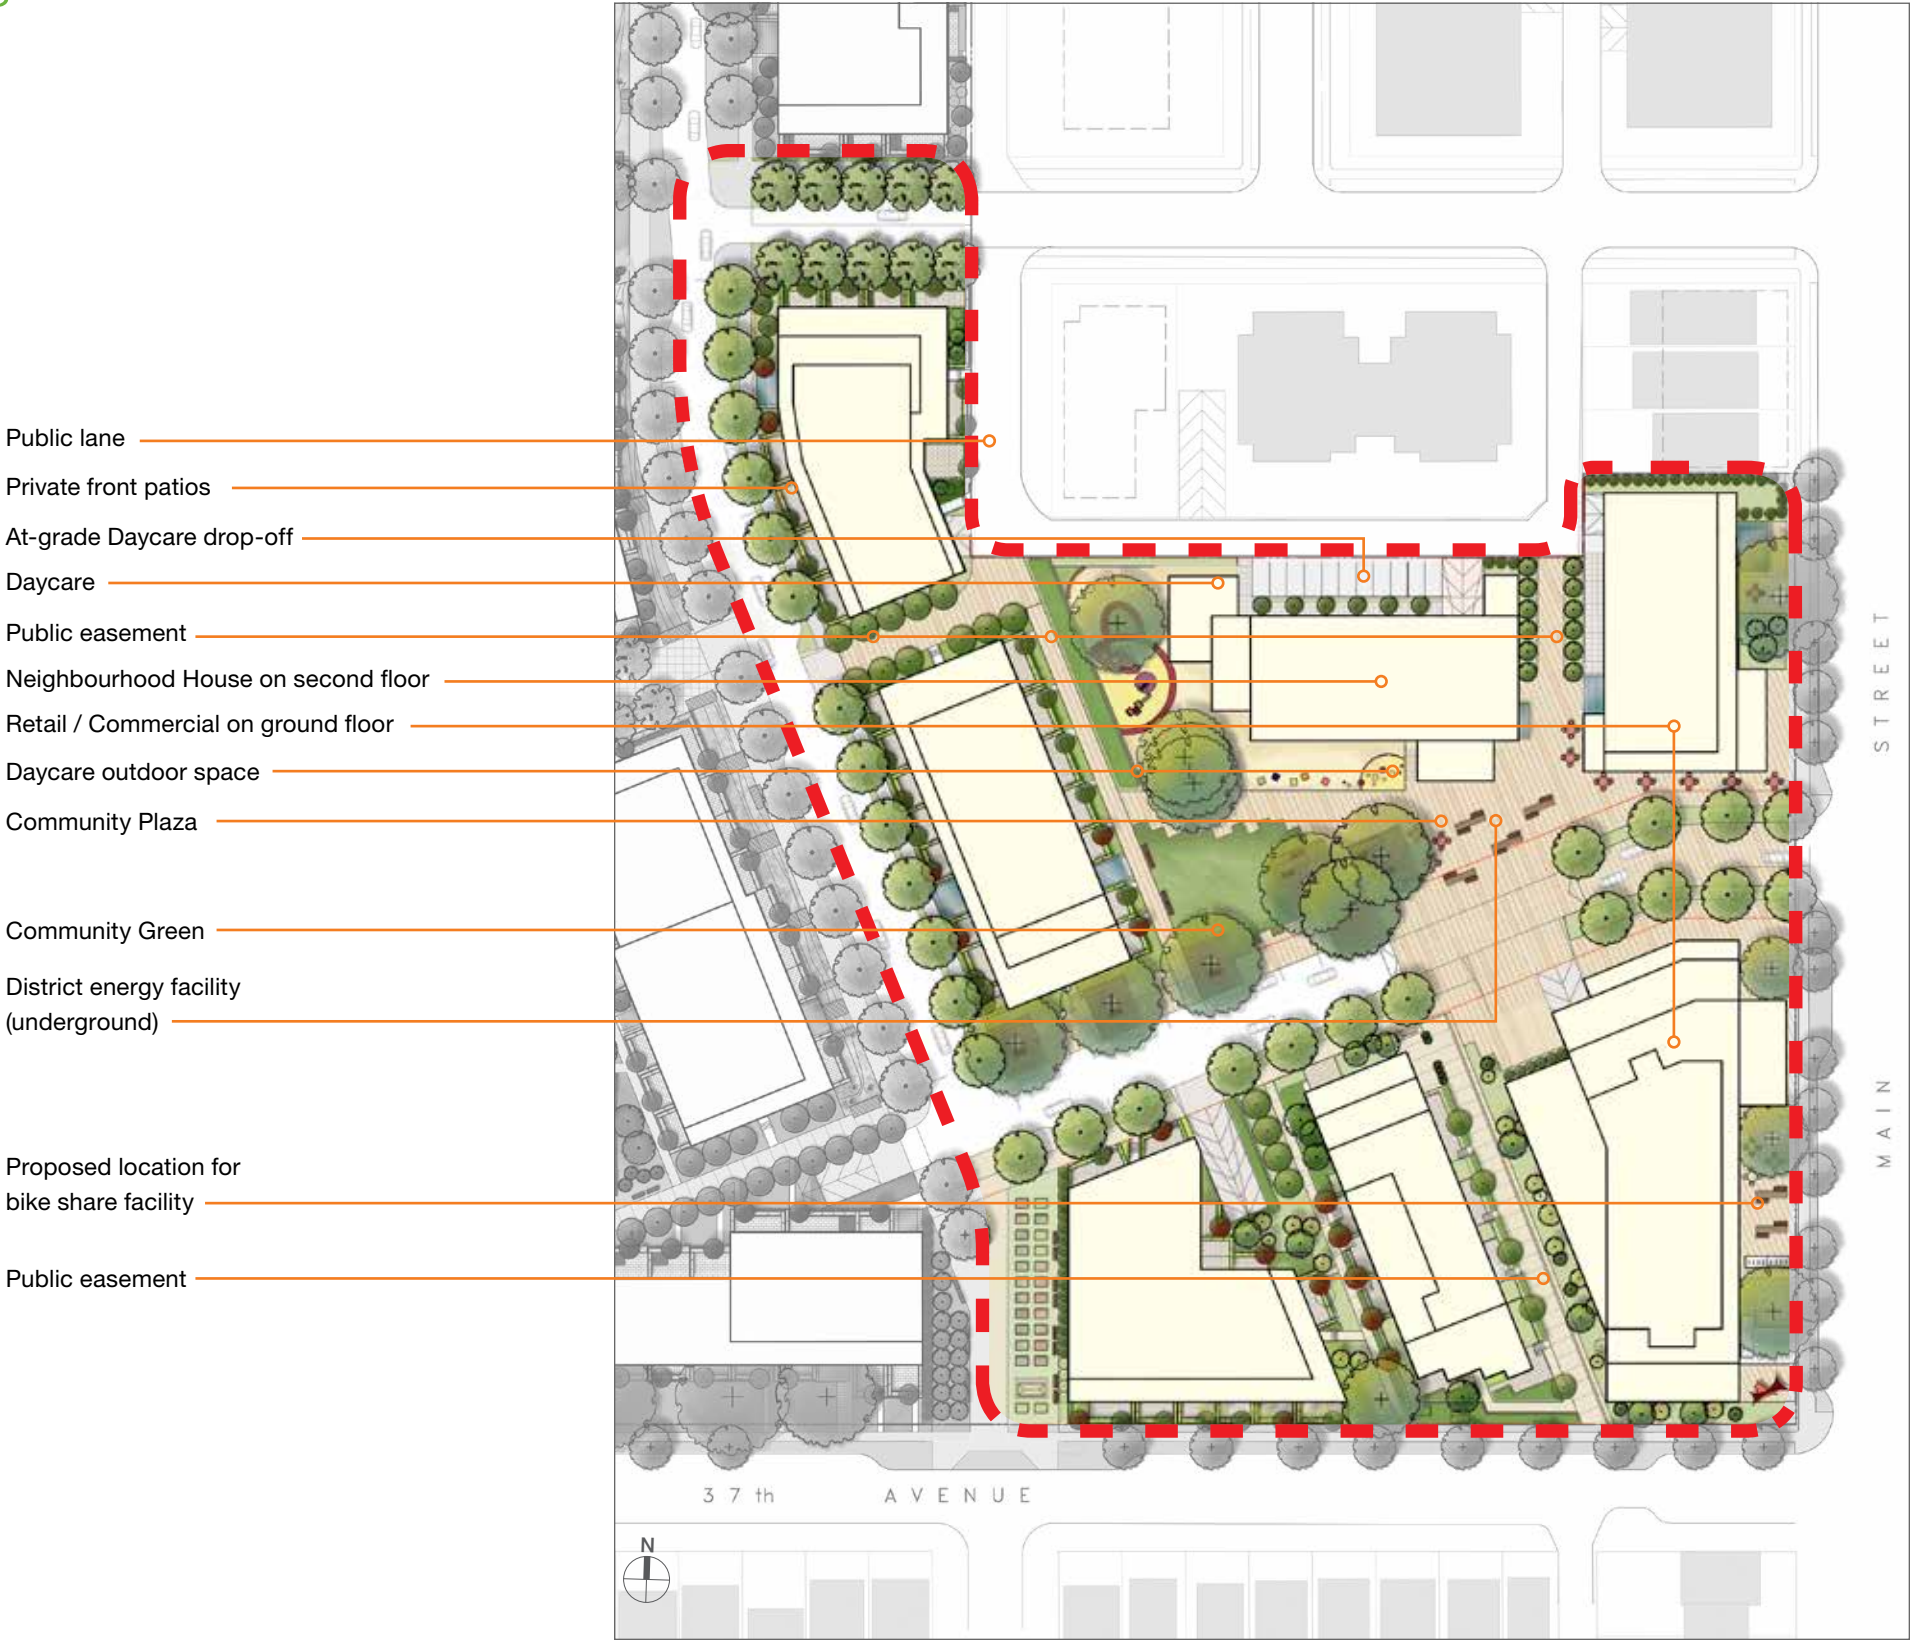 Public lane
Private front patios
At-grade Daycare drop-off
Daycare
Public easement
Neighbourhood House on second floor
Retail / Commercial on ground floor
Daycare outdoor space
Community Plaza
Community Green
District energy facility
(underground)
Proposed location for
bike share facility
Public easement
STREET
MAIN
37th AVENUE
N